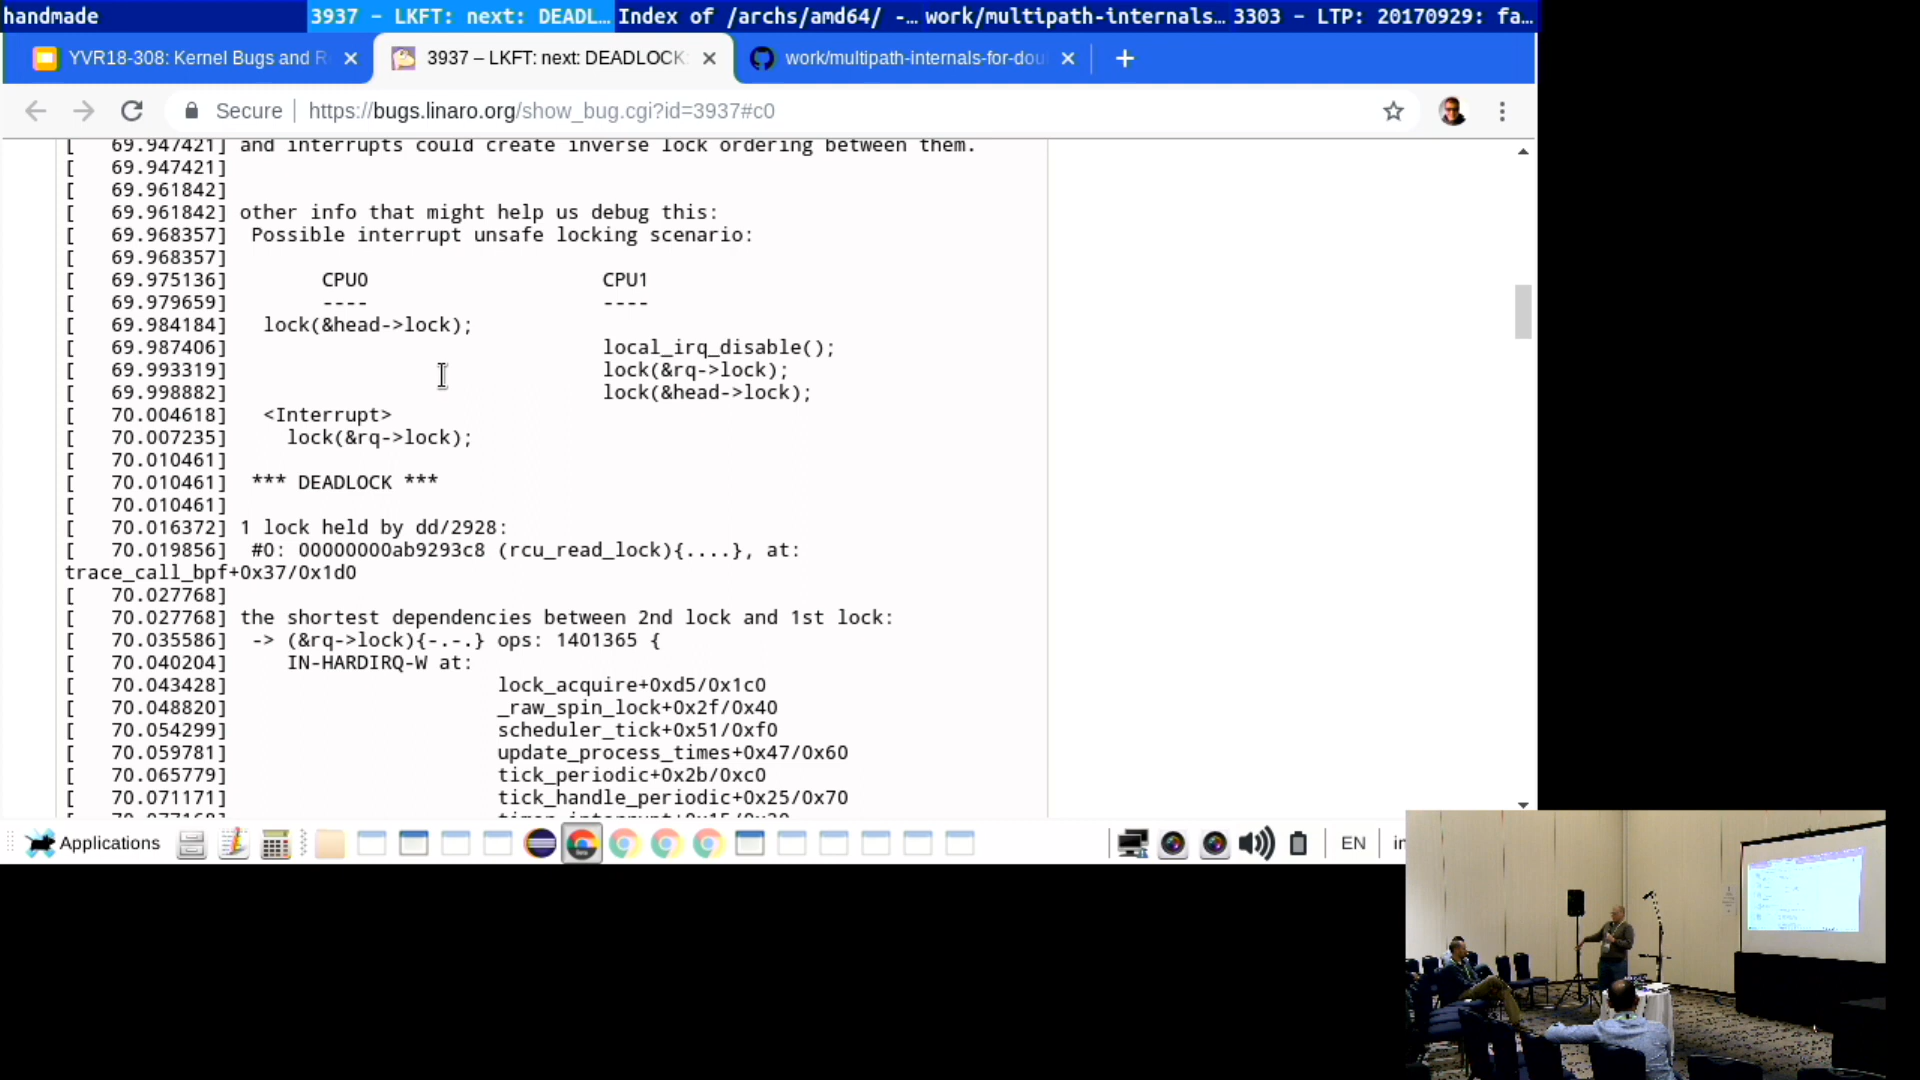 handmade
3937 – LKFT: next: DEADL…
Index of /archs/amd64/ -…
work/multipath-internals…
3303 – LTP: 20170929: fa…
YVR18-308: Kernel Bugs and R
3937 – LKFT: next: DEADLOCK:
work/multipath-internals-for-dou
Secure
https://bugs.linaro.org/show_bug.cgi?id=3937#c0
[   69.947421] and interrupts could create inverse lock ordering between them.
[   69.947421]
[   69.961842]
[   69.961842] other info that might help us debug this:
[   69.968357]  Possible interrupt unsafe locking scenario:
[   69.968357]
[   69.975136]        CPU0                    CPU1
[   69.979659]        ----                    ----
[   69.984184]   lock(&head->lock);
[   69.987406]                                local_irq_disable();
[   69.993319]                                lock(&rq->lock);
[   69.998882]                                lock(&head->lock);
[   70.004618]   <Interrupt>
[   70.007235]     lock(&rq->lock);
[   70.010461]
[   70.010461]  *** DEADLOCK ***
[   70.010461]
[   70.016372] 1 lock held by dd/2928:
[   70.019856]  #0: 00000000ab9293c8 (rcu_read_lock){....}, at:
trace_call_bpf+0x37/0x1d0
[   70.027768]
[   70.027768] the shortest dependencies between 2nd lock and 1st lock:
[   70.035586]  -> (&rq->lock){-.-.} ops: 1401365 {
[   70.040204]     IN-HARDIRQ-W at:
[   70.043428]                       lock_acquire+0xd5/0x1c0
[   70.048820]                       _raw_spin_lock+0x2f/0x40
[   70.054299]                       scheduler_tick+0x51/0xf0
[   70.059781]                       update_process_times+0x47/0x60
[   70.065779]                       tick_periodic+0x2b/0xc0
[   70.071171]                       tick_handle_periodic+0x25/0x70
Applications
EN